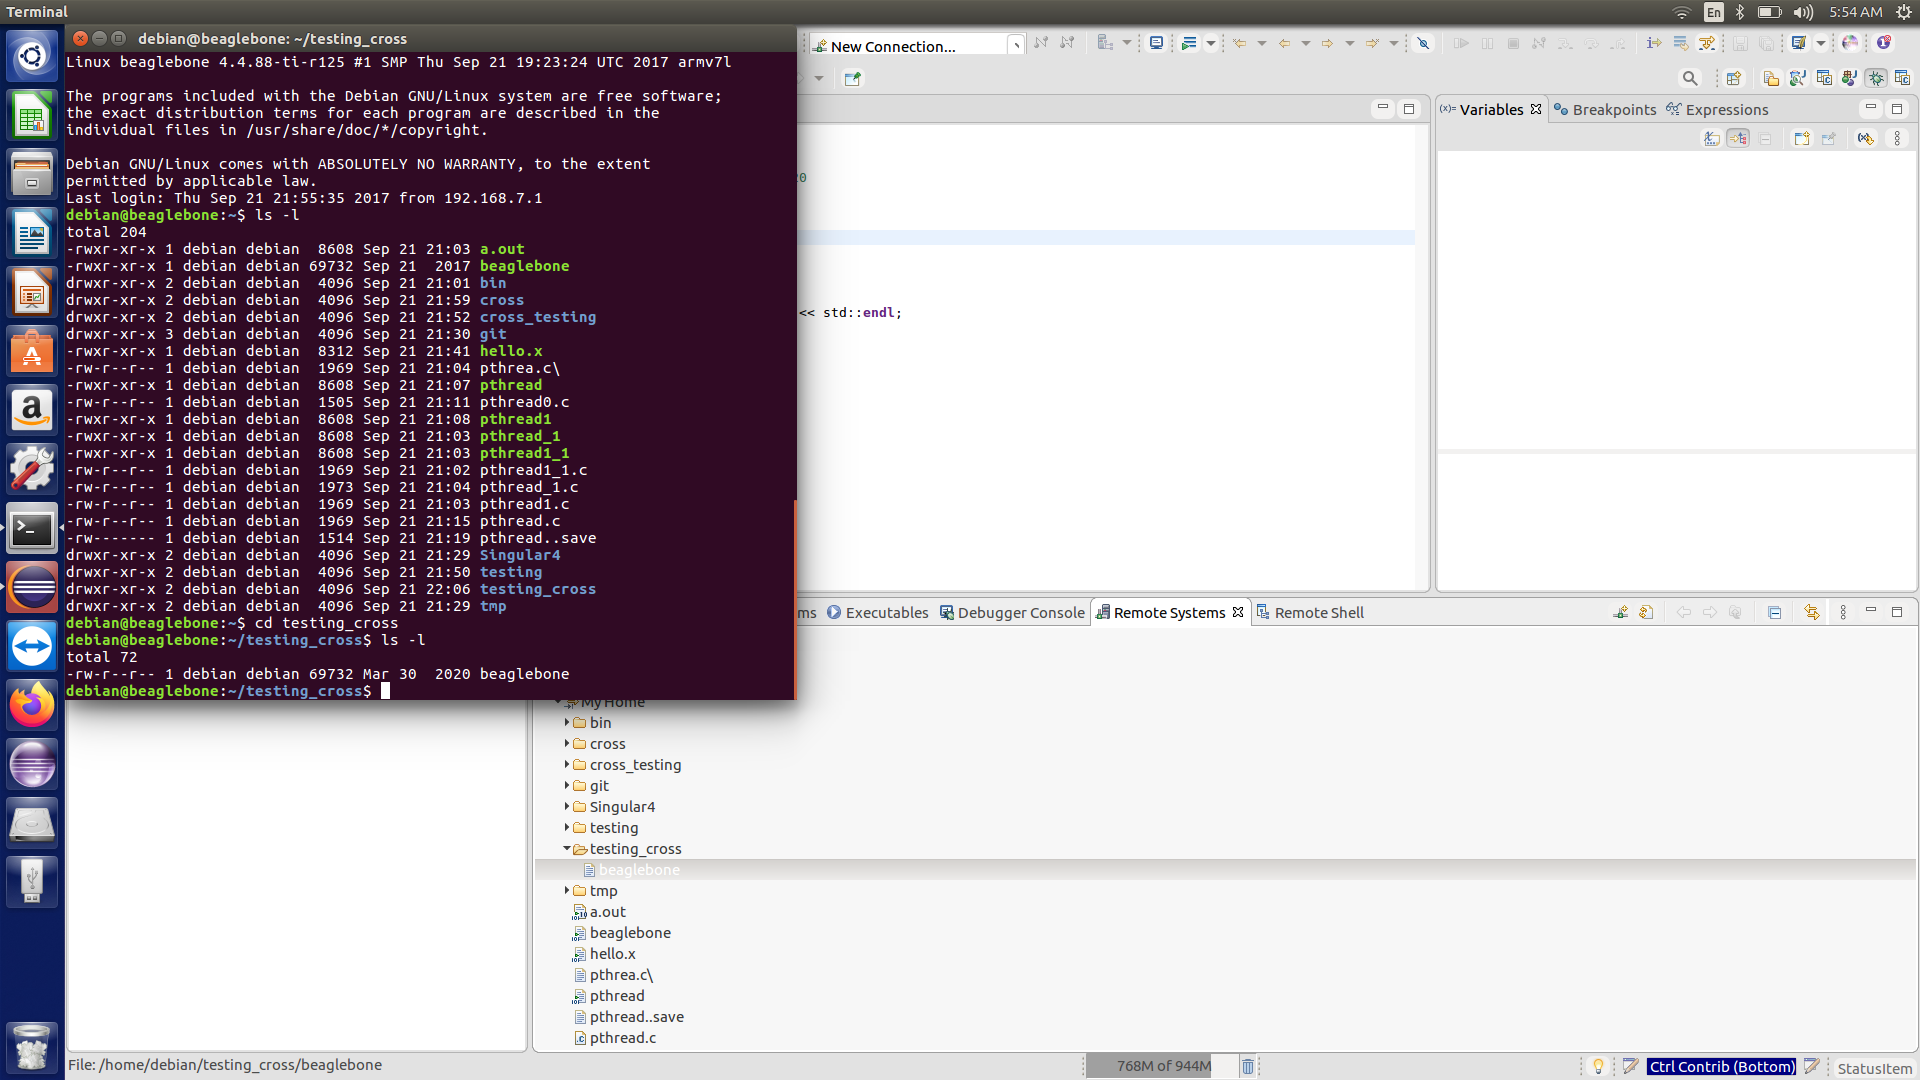 Terminal
En
5:54 AM
debian@beaglebone: ~/testing_cross
Linux beaglebone 4.4.88-ti-r125 #1 SMP Thu Sep 21 19:23:24 UTC 2017 armv7l
The programs included with the Debian GNU/Linux system are free software;
the exact distribution terms for each program are described in the
individual files in /usr/share/doc/*/copyright.
Debian GNU/Linux comes with ABSOLUTELY NO WARRANTY, to the extent
permitted by applicable law.
Last login: Thu Sep 21 21:55:35 2017 from 192.168.7.1
debian@beaglebone:~$ ls -l
total 204
-rwxr-xr-x 1 debian debian  8608 Sep 21 21:03 a.out
-rwxr-xr-x 1 debian debian 69732 Sep 21  2017 beaglebone
drwxr-xr-x 2 debian debian  4096 Sep 21 21:01 bin
drwxr-xr-x 2 debian debian  4096 Sep 21 21:59 cross
drwxr-xr-x 2 debian debian  4096 Sep 21 21:52 cross_testing
drwxr-xr-x 3 debian debian  4096 Sep 21 21:30 git
-rwxr-xr-x 1 debian debian  8312 Sep 21 21:41 hello.x
-rw-r--r-- 1 debian debian  1969 Sep 21 21:04 pthrea.c\
-rwxr-xr-x 1 debian debian  8608 Sep 21 21:07 pthread
-rw-r--r-- 1 debian debian  1505 Sep 21 21:11 pthread0.c
-rwxr-xr-x 1 debian debian  8608 Sep 21 21:08 pthread1
-rwxr-xr-x 1 debian debian  8608 Sep 21 21:03 pthread_1
-rwxr-xr-x 1 debian debian  8608 Sep 21 21:03 pthread1_1
-rw-r--r-- 1 debian debian  1969 Sep 21 21:02 pthread1_1.c
-rw-r--r-- 1 debian debian  1973 Sep 21 21:04 pthread_1.c
-rw-r--r-- 1 debian debian  1969 Sep 21 21:03 pthread1.c
-rw-r--r-- 1 debian debian  1969 Sep 21 21:15 pthread.c
-rw------- 1 debian debian  1514 Sep 21 21:19 pthread..save
drwxr-xr-x 2 debian debian  4096 Sep 21 21:29 Singular4
drwxr-xr-x 2 debian debian  4096 Sep 21 21:50 testing
drwxr-xr-x 2 debian debian  4096 Sep 21 22:06 testing_cross
drwxr-xr-x 2 debian debian  4096 Sep 21 21:29 tmp
debian@beaglebone:~$ cd testing_cross
debian@beaglebone:~/testing_cross$ ls -l
total 72
-rw-r--r-- 1 debian debian 69732 Mar 30  2020 beaglebone
debian@beaglebone:~/testing_cross$
New Connection...
(x)= Variables
Breakpoints
Expressions
<< std::endl;
Executables
Debugger Console
Remote Systems
Remote Shell
My Home
bin
cross
cross_testing
git
Singular4
testing
testing_cross
beaglebone
tmp
a.out
beaglebone
hello.x
pthrea.c\
pthread
pthread..save
pthread.c
File: /home/debian/testing_cross/beaglebone
768M of 944M
Ctrl Contrib (Bottom)
StatusItem